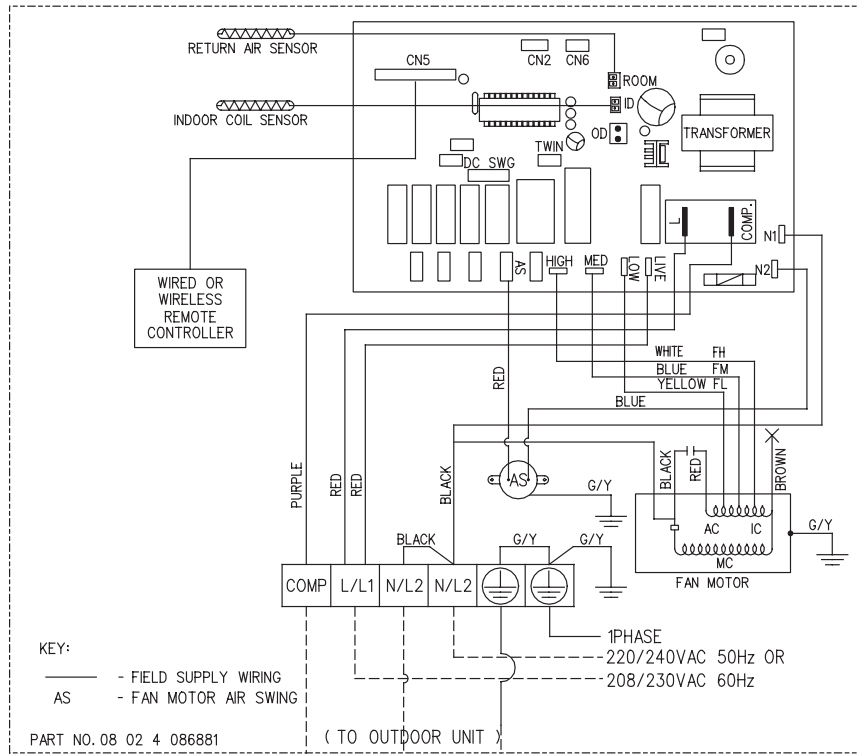 RETURN AIR SENSOR
CN5
CN2 CN6
ROOM
INDOOR COIL SENSOR
ID
OD
TRANSFORMER
TWIN
DC SWG
L
COMP.
N1
N2
AS
HIGH
MED
LOW
LIVE
WIRED OR
WIRELESS
REMOTE
CONTROLLER
WHITE FH
BLUE FM
YELLOW FL
BLUE
RED
PURPLE
RED
RED
BLACK
AS
G/Y
BLACK
RED
BROWN
AC IC
MC
G/Y
FAN MOTOR
BLACK
G/Y
G/Y
COMP L/L1 N/L2 N/L2
1PHASE
220/240VAC 50Hz OR
208/230VAC 60Hz
KEY:
- FIELD SUPPLY WIRING
AS - FAN MOTOR AIR SWING
PART NO. 08 02 4 086881
( TO OUTDOOR UNIT )